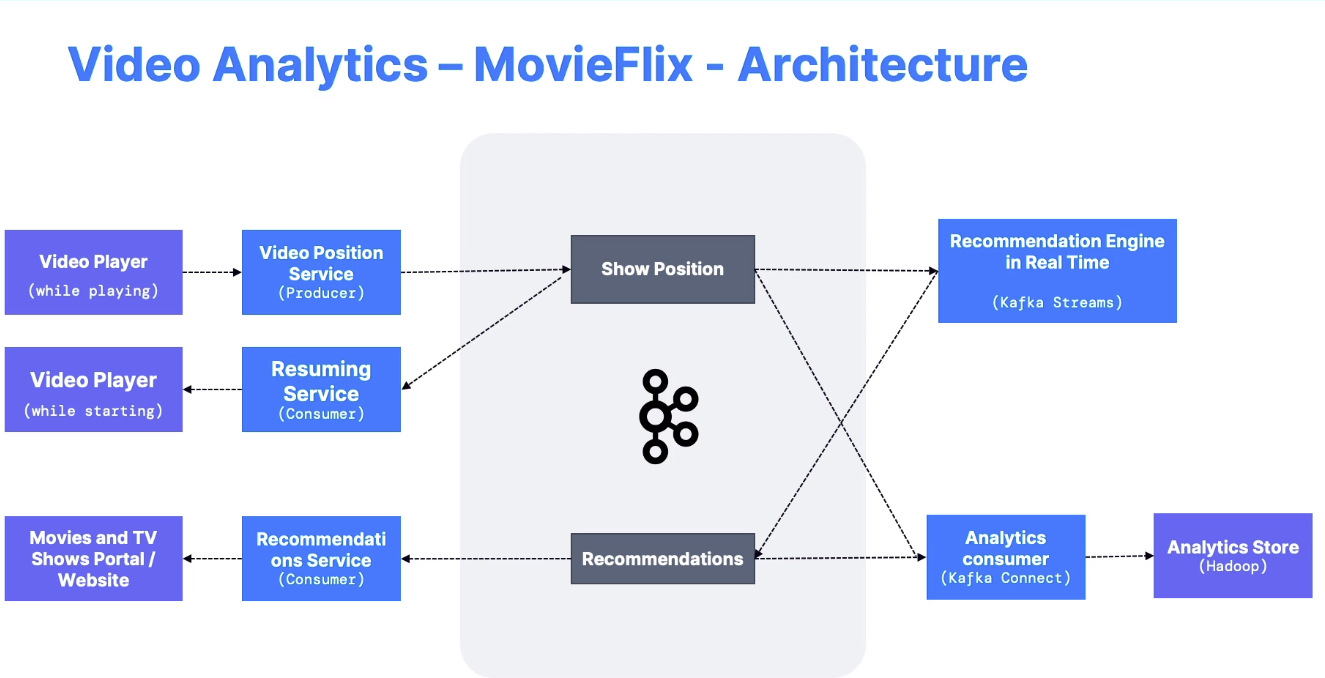 Video Analytics – MovieFlix - Architecture
Video Player
(while playing)
Video Position
Service
(Producer)
Show Position
Recommendation Engine
in Real Time
(Kafka Streams)
Video Player
(while starting)
Resuming
Service
(Consumer)
Movies and TV
Shows Portal /
Website
Recommendati
ons Service
(Consumer)
Recommendations
Analytics
consumer
(Kafka Connect)
Analytics Store
(Hadoop)